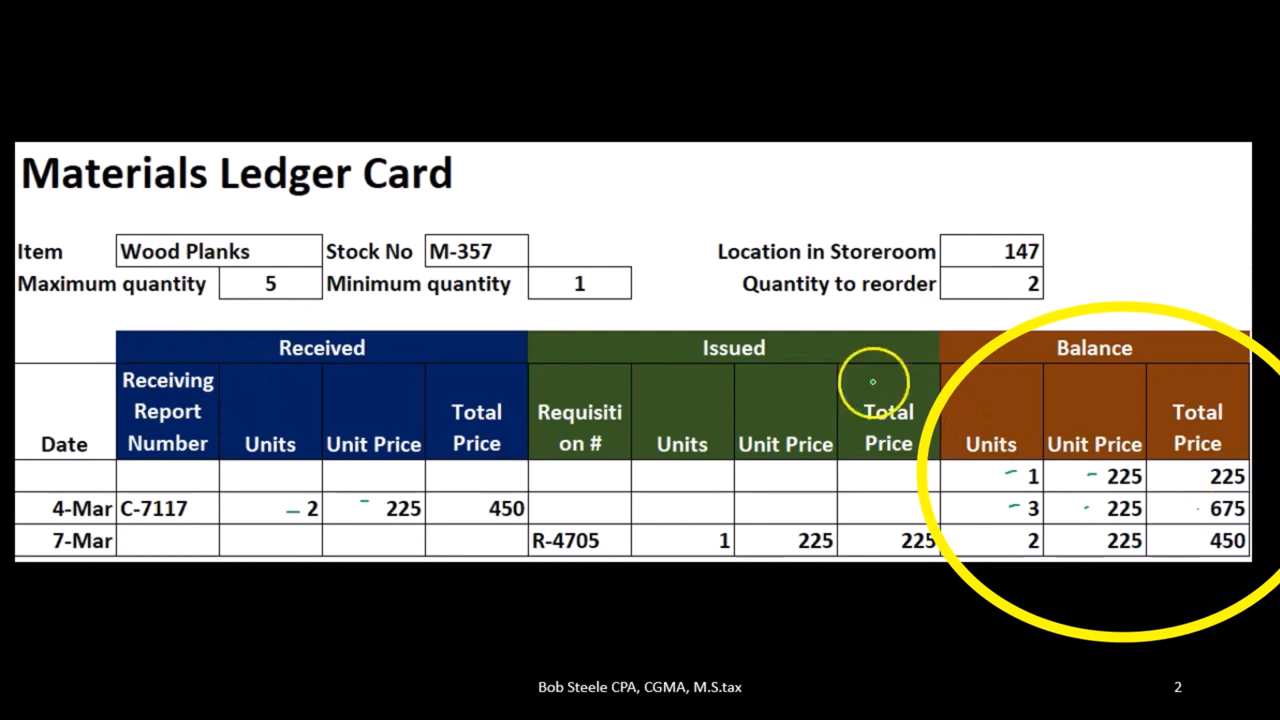 Materials Ledger Card
Item Wood Planks Stock No M-357 Location in Storeroom 147
Maximum quantity 5 Minimum quantity 1 Quantity to reorder 2
Received Issued Balance
Date Receiving Report Number Units Unit Price Total Price Requisiti on # Units Unit Price Total Price Units Unit Price Total Price
1 225 225
4-Mar C-7117 2 225 450 3 225 675
7-Mar R-4705 1 225 225 2 225 450
Bob Steele CPA, CGMA, M.S.tax 2